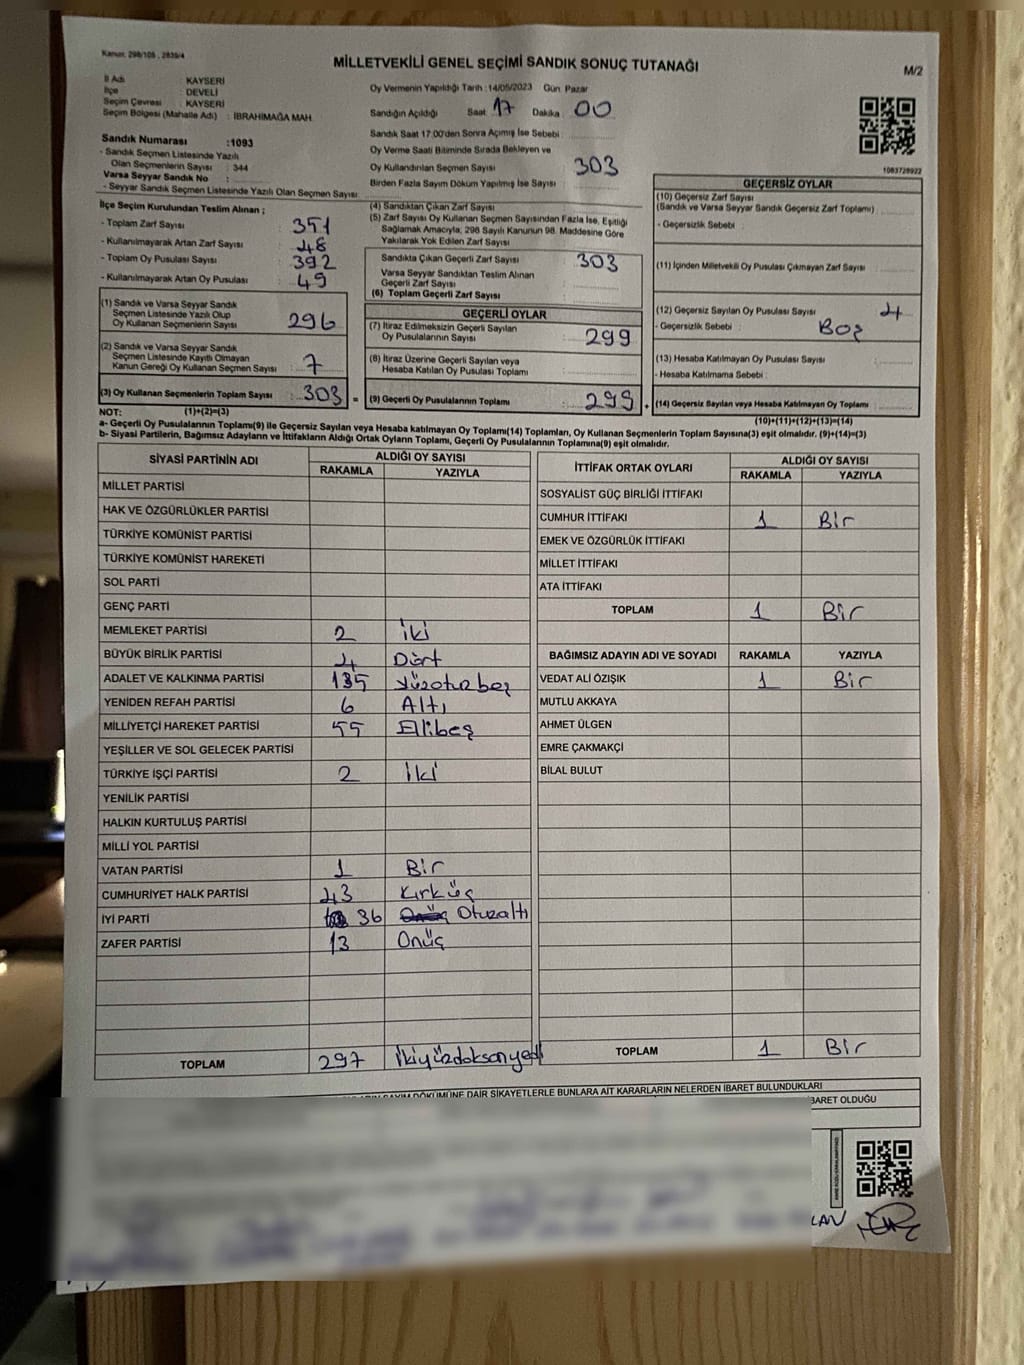 Kanun: 298/105 , 2839/4
MİLLETVEKİLİ GENEL SEÇİMİ SANDIK SONUÇ TUTANAĞI
M/2
İl Adı KAYSERİ
İlçe DEVELİ
Seçim Çevresi : KAYSERİ
Seçim Bölgesi (Mahalle Adı) : İBRAHİMAĞA MAH.
Sandık Numarası :1093
- Sandık Seçmen Listesinde Yazılı
Olan Seçmenlerin Sayısı : 344
Varsa Seyyar Sandık No :
- Seyyar Sandık Seçmen Listesinde Yazılı Olan Seçmen Sayısı
Oy Vermenin Yapıldığı Tarih :14/05/2023 Gün Pazar
Sandığın Açıldığı Saat 17 Dakika 00
Sandık Saat 17:00'den Sonra Açımış İse Sebebi :
Oy Verme Saati Bitiminde Sırada Bekleyen ve
Oy Kullandırılan Seçmen Sayısı 303
Birden Fazla Sayım Döküm Yapılmış İse Sayısı
1083728922
İlçe Seçim Kurulundan Teslim Alınan ;
- Toplam Zarf Sayısı 351
- Kullanılmayarak Artan Zarf Sayısı 48
- Toplam Oy Pusulası Sayısı 392
- Kullanılmayarak Artan Oy Pusulası 49
(1) Sandık ve Varsa Seyyar Sandık
Seçmen Listesinde Yazılı Olup
Oy Kullanan Seçmenlerin Sayısı 296
(2) Sandık ve Varsa Seyyar Sandık
Seçmen Listesinde Kayıtlı Olmayan
Kanun Gereği Oy Kullanan Seçmen Sayısı 7
(3) Oy Kullanan Seçmenlerin Toplam Sayısı 303 =
(4) Sandıktan Çıkan Zarf Sayısı
(5) Zarf Sayısı Oy Kullanan Seçmen Sayısından Fazla İse, Eşitliği
Sağlamak Amacıyla; 298 Sayılı Kanunun 98. Maddesine Göre
Yakılarak Yok Edilen Zarf Sayısı
Sandıkta Çıkan Geçerli Zarf Sayısı 303
Varsa Seyyar Sandıktan Teslim Alınan
Geçerli Zarf Sayısı
(6) Toplam Geçerli Zarf Sayısı
GEÇERLİ OYLAR
(7) İtiraz Edilmeksizin Geçerli Sayılan
Oy Pusulalarının Sayısı 299
(8) İtiraz Üzerine Geçerli Sayılan veya
Hesaba Katılan Oy Pusulası Toplamı
(9) Geçerli Oy Pusulalarının Toplamı 299 +
GEÇERSİZ OYLAR
(10) Geçersiz Zarf Sayısı
(Sandık ve Varsa Seyyar Sandık Geçersiz Zarf Toplamı)
- Geçersizlik Sebebi
(11) İçinden Milletvekili Oy Pusulası Çıkmayan Zarf Sayısı
(12) Geçersiz Sayılan Oy Pusulası Sayısı 4
- Geçersizlik Sebebi : Boş
(13) Hesaba Katılmayan Oy Pusulası Sayısı
- Hesaba Katılmama Sebebi :
(14) Geçersiz Sayılan veya Hesaba Katılmayan Oy Toplamı
NOT: (1)+(2)=(3) (10)+(11)+(12)+(13)=(14)
a- Geçerli Oy Pusulalarının Toplamı(9) ile Geçersiz Sayılan veya Hesaba katılmayan Oy Toplamı(14) Toplamları, Oy Kullanan Seçmenlerin Toplam Sayısına(3) eşit olmalıdır. (9)+(14)=(3)
b- Siyasi Partilerin, Bağımsız Adayların ve İttifakların Aldığı Ortak Oyların Toplamı, Geçerli Oy Pusulalarının Toplamına(9) eşit olmalıdır.
SİYASİ PARTİNİN ADI ALDIĞI OY SAYISI
RAKAMLA YAZIYLA
MİLLET PARTİSİ
HAK VE ÖZGÜRLÜKLER PARTİSİ
TÜRKİYE KOMÜNİST PARTİSİ
TÜRKİYE KOMÜNİST HAREKETİ
SOL PARTİ
GENÇ PARTİ
MEMLEKET PARTİSİ 2 İki
BÜYÜK BİRLİK PARTİSİ 4 Dört
ADALET VE KALKINMA PARTİSİ 135 Yüzotuzbeş
YENİDEN REFAH PARTİSİ 6 Altı
MİLLİYETÇİ HAREKET PARTİSİ 55 Ellibeş
YEŞİLLER VE SOL GELECEK PARTİSİ
TÜRKİYE İŞÇİ PARTİSİ 2 İki
YENİLİK PARTİSİ
HALKIN KURTULUŞ PARTİSİ
MİLLİ YOL PARTİSİ
VATAN PARTİSİ 1 Bir
CUMHURİYET HALK PARTİSİ 43 Kırküç
İYİ PARTİ 36 Onüç Otuzaltı
ZAFER PARTİSİ 13 Onüç
TOPLAM 297 İkiyüzdoksanyedi
İTTİFAK ORTAK OYLARI ALDIĞI OY SAYISI
RAKAMLA YAZIYLA
SOSYALİST GÜÇ BİRLİĞİ İTTİFAKI
CUMHUR İTTİFAKI 1 Bir
EMEK VE ÖZGÜRLÜK İTTİFAKI
MİLLET İTTİFAKI
ATA İTTİFAKI
TOPLAM 1 Bir
BAĞIMSIZ ADAYIN ADI VE SOYADI RAKAMLA YAZIYLA
VEDAT ALİ ÖZIŞIK 1 Bir
MUTLU AKKAYA
AHMET ÜLGEN
EMRE ÇAKMAKÇİ
BİLAL BULUT
TOPLAM 1 Bir
DÖKÜMÜNE DAİR ŞİKAYETLERLE BUNLARA AİT KARARLARIN NELERDEN İBARET BULUNDUKLARI
İBARET OLDUĞU
LAN